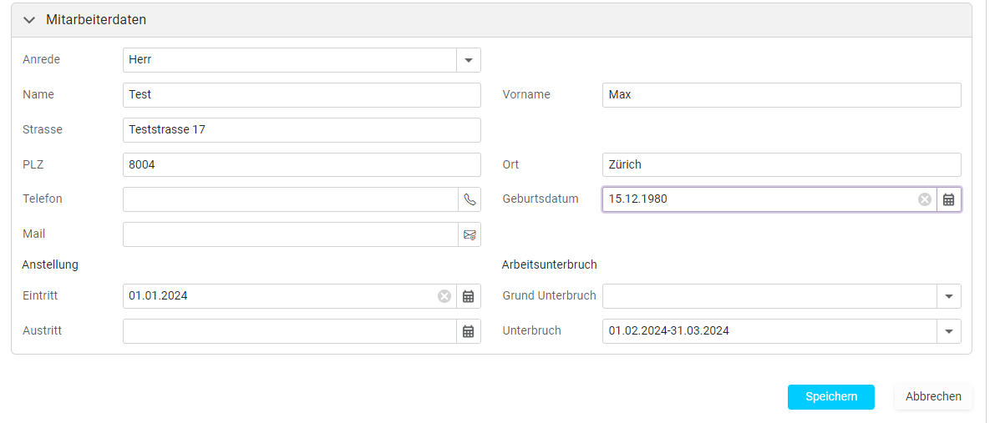 Mitarbeiterdaten
Anrede Herr
Name Test Vorname Max
Strasse Teststrasse 17
PLZ 8004 Ort Zürich
Telefon Geburtsdatum 15.12.1980
Mail
Anstellung Arbeitsunterbruch
Eintritt 01.01.2024 Grund Unterbruch
Austritt Unterbruch 01.02.2024-31.03.2024
Speichern Abbrechen